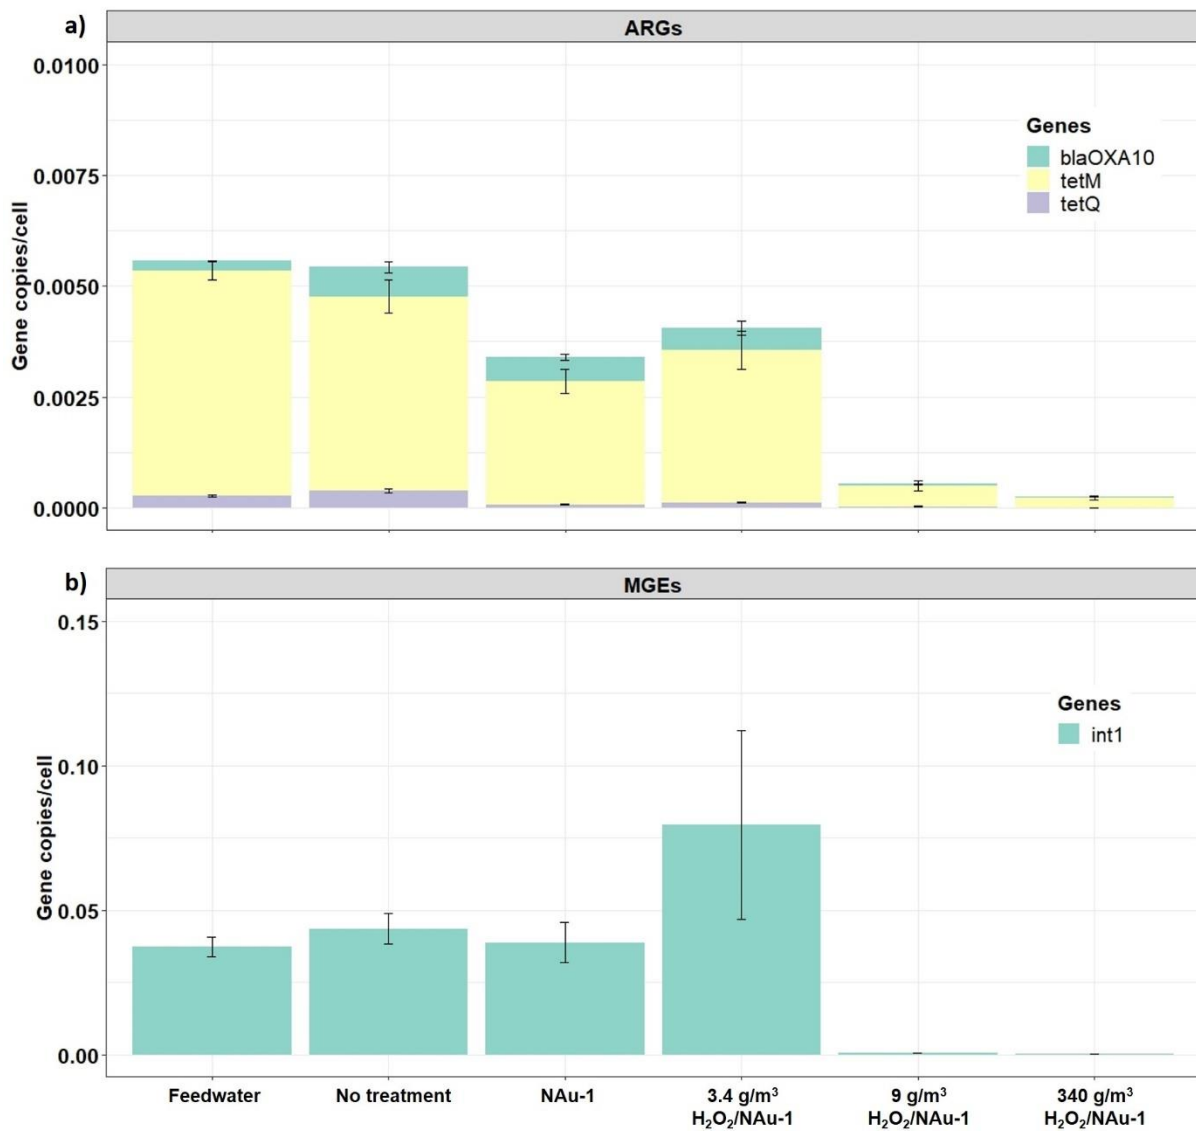 a)
ARGs
Gene copies/cell
0.0100
0.0075
0.0050
0.0025
0.0000
Genes
blaOXA10
tetM
tetQ
b)
MGEs
Gene copies/cell
0.15
0.10
0.05
0.00
Genes
int1
Feedwater
No treatment
NAu-1
3.4 g/m³
H₂O₂/NAu-1
9 g/m³
H₂O₂/NAu-1
340 g/m³
H₂O₂/NAu-1